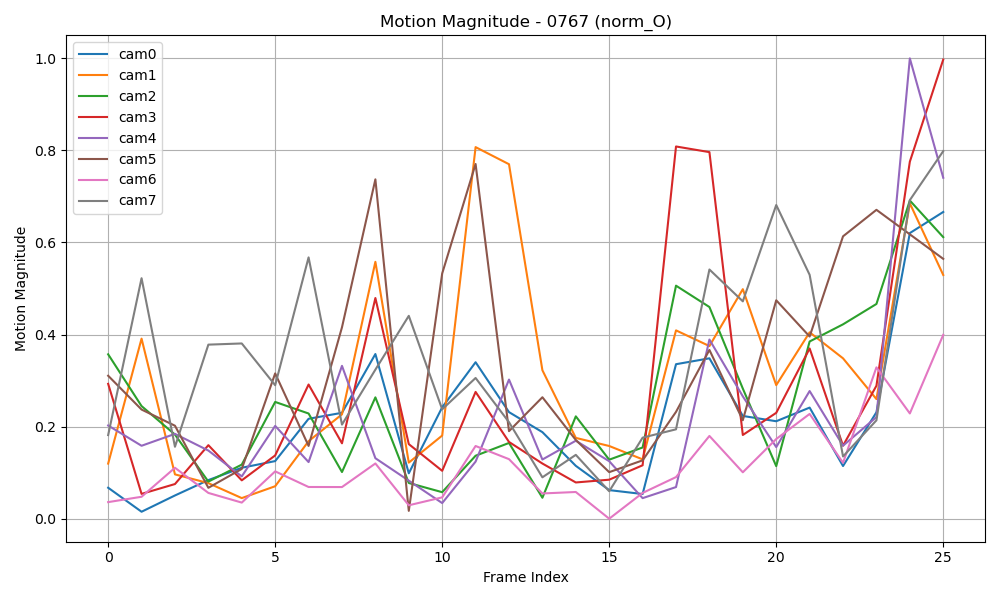 Motion Magnitude - 0767 (norm_O)
cam0
cam1
cam2
cam3
cam4
cam5
cam6
cam7
1.0
0.8
0.6
0.4
0.2
0.0
Motion Magnitude
0 5 10 15 20 25
Frame Index